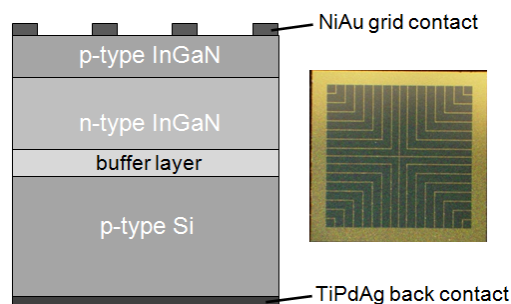 NiAu grid contact
p-type InGaN
n-type InGaN
buffer layer
p-type Si
TiPdAg back contact